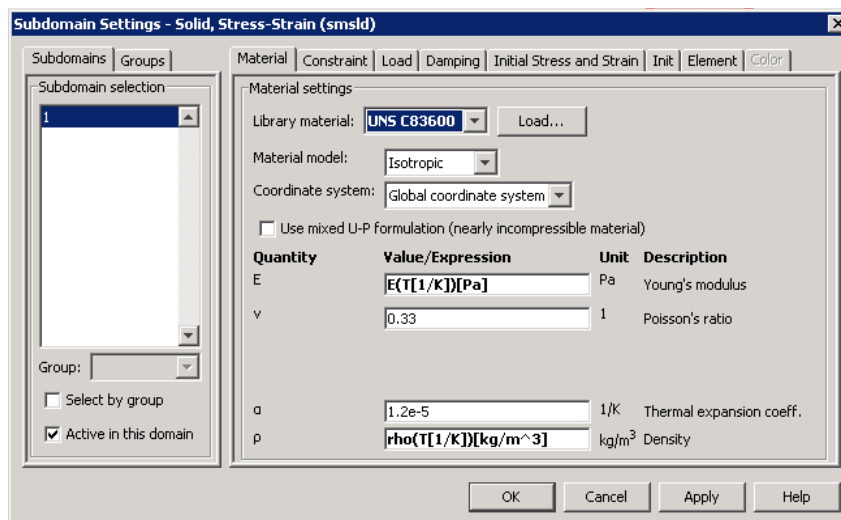 Subdomain Settings - Solid, Stress-Strain (smsld)
Subdomains Groups
Subdomain selection
1
Group:
Select by group
Active in this domain
Material Constraint Load Damping Initial Stress and Strain Init Element Color
Material settings
Library material: UNS C83600 Load...
Material model: Isotropic
Coordinate system: Global coordinate system
Use mixed U-P formulation (nearly incompressible material)
Quantity Value/Expression Unit Description
E E(T[1/K])[Pa] Pa Young's modulus
ν 0.33 1 Poisson's ratio
α 1.2e-5 1/K Thermal expansion coeff.
ρ rho(T[1/K])[kg/m^3] kg/m³ Density
OK Cancel Apply Help